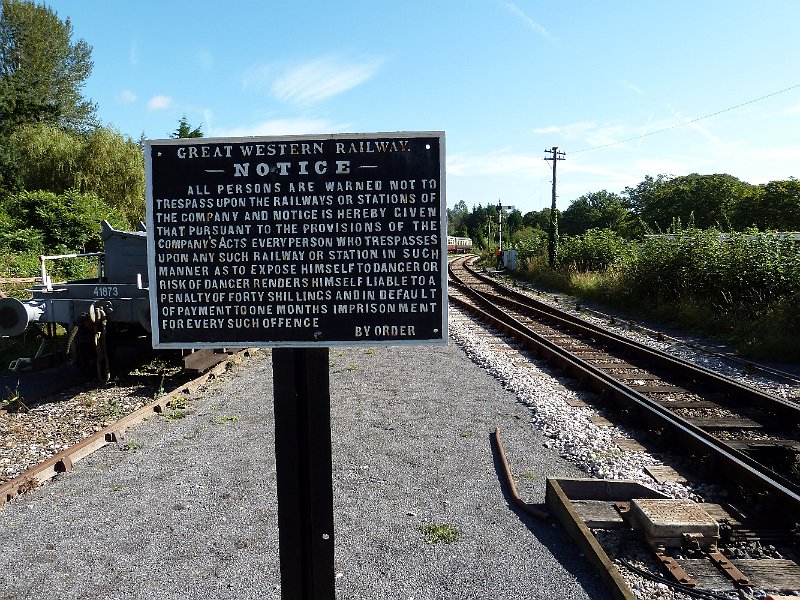 GREAT WESTERN RAILWAY.
— NOTICE —
ALL PERSONS ARE WARNED NOT TO
TRESPASS UPON THE RAILWAYS OR STATIONS OF
THE COMPANY AND NOTICE IS HEREBY GIVEN
THAT PURSUANT TO THE PROVISIONS OF THE
COMPANY'S ACTS EVERY PERSON WHO TRESPASSES
UPON ANY SUCH RAILWAY OR STATION IN SUCH
MANNER AS TO EXPOSE HIMSELF TO DANGER OR
RISK OF DANGER RENDERS HIMSELF LIABLE TO A
PENALTY OF FORTY SHILLINGS AND IN DEFAULT
OF PAYMENT TO ONE MONTHS IMPRISONMENT
FOR EVERY SUCH OFFENCE BY ORDER
41873